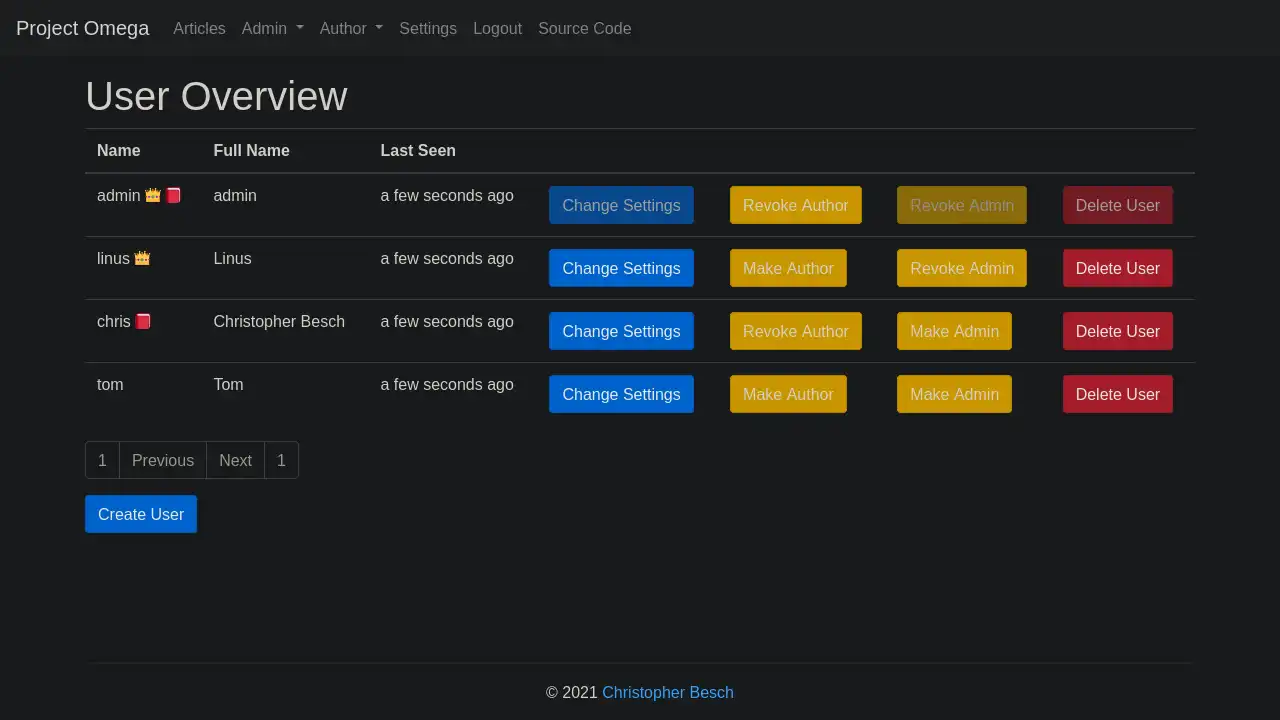 Project Omega Articles Admin Author Settings Logout Source Code
User Overview
Name Full Name Last Seen
admin admin a few seconds ago Change Settings Revoke Author Revoke Admin Delete User
linus Linus a few seconds ago Change Settings Make Author Revoke Admin Delete User
chris Christopher Besch a few seconds ago Change Settings Revoke Author Make Admin Delete User
tom Tom a few seconds ago Change Settings Make Author Make Admin Delete User
1 Previous Next 1
Create User
© 2021 Christopher Besch